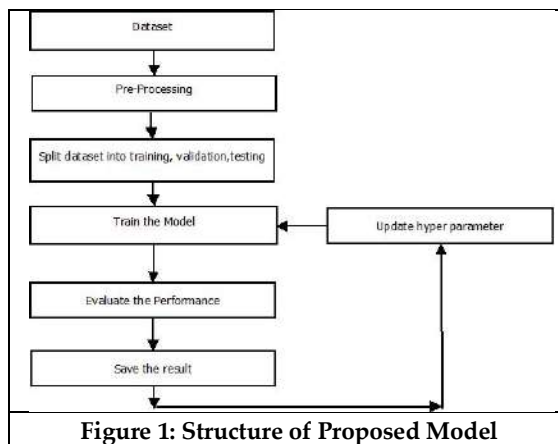 Dataset
Pre-Processing
Split dataset into training, validation,testing
Train the Model
Update hyper parameter
Evaluate the Performance
Save the result
Figure 1: Structure of Proposed Model